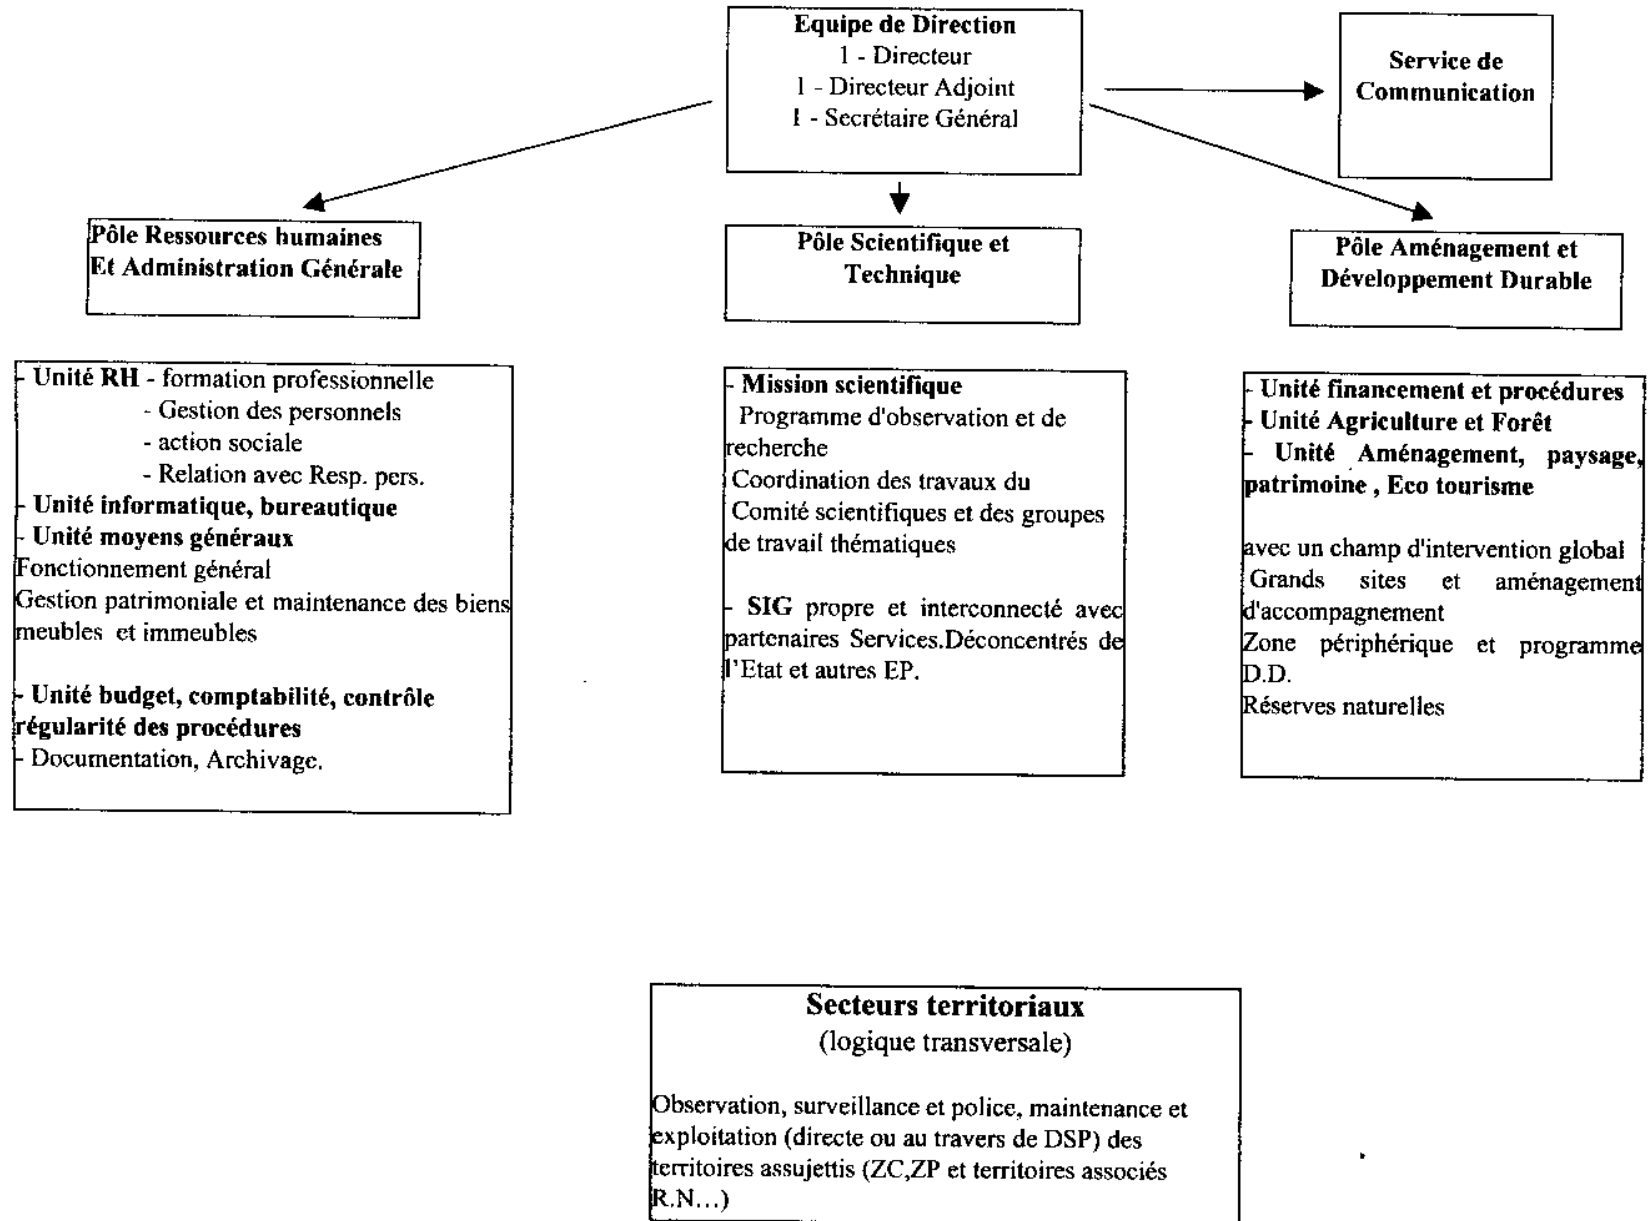 Equipe de Direction
1 - Directeur
1 - Directeur Adjoint
1 - Secrétaire Général
Service de
Communication
Pôle Ressources humaines
Et Administration Générale
Pôle Scientifique et
Technique
Pôle Aménagement et
Développement Durable
- Unité RH - formation professionnelle
- Gestion des personnels
- action sociale
- Relation avec Resp. pers.
- Unité informatique, bureautique
- Unité moyens généraux
Fonctionnement général
Gestion patrimoniale et maintenance des biens
meubles et immeubles
- Unité budget, comptabilité, contrôle
régularité des procédures
- Documentation, Archivage.
- Mission scientifique
Programme d'observation et de
recherche
Coordination des travaux du
Comité scientifiques et des groupes
de travail thématiques
- SIG propre et interconnecté avec
partenaires Services.Déconcentrés de
l'Etat et autres EP.
- Unité financement et procédures
- Unité Agriculture et Forêt
- Unité Aménagement, paysage,
patrimoine , Eco tourisme
avec un champ d'intervention global
Grands sites et aménagement
d'accompagnement
Zone périphérique et programme
D.D.
Réserves naturelles
Secteurs territoriaux
(logique transversale)
Observation, surveillance et police, maintenance et
exploitation (directe ou au travers de DSP) des
territoires assujettis (ZC,ZP et territoires associés
R.N...)